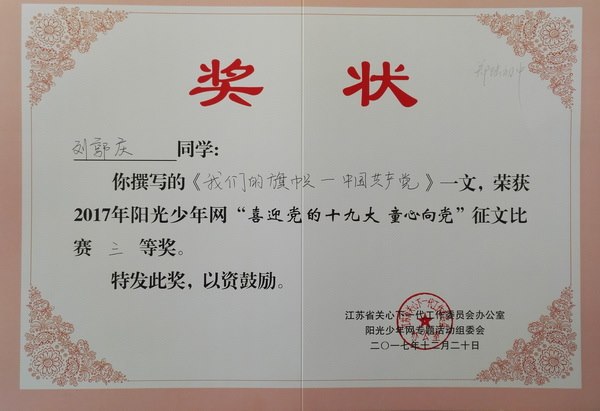 奖 状
刘郭庆 同学:
你撰写的《我们的旗帜—中国共产党》一文,荣获
2017年阳光少年网“喜迎党的十九大 童心向党”征文比
赛 三 等奖。
特发此奖,以资鼓励。
江苏省关心下一代工作委员会办公室
阳光少年网专题活动组委会
二〇一七年十二月二十日